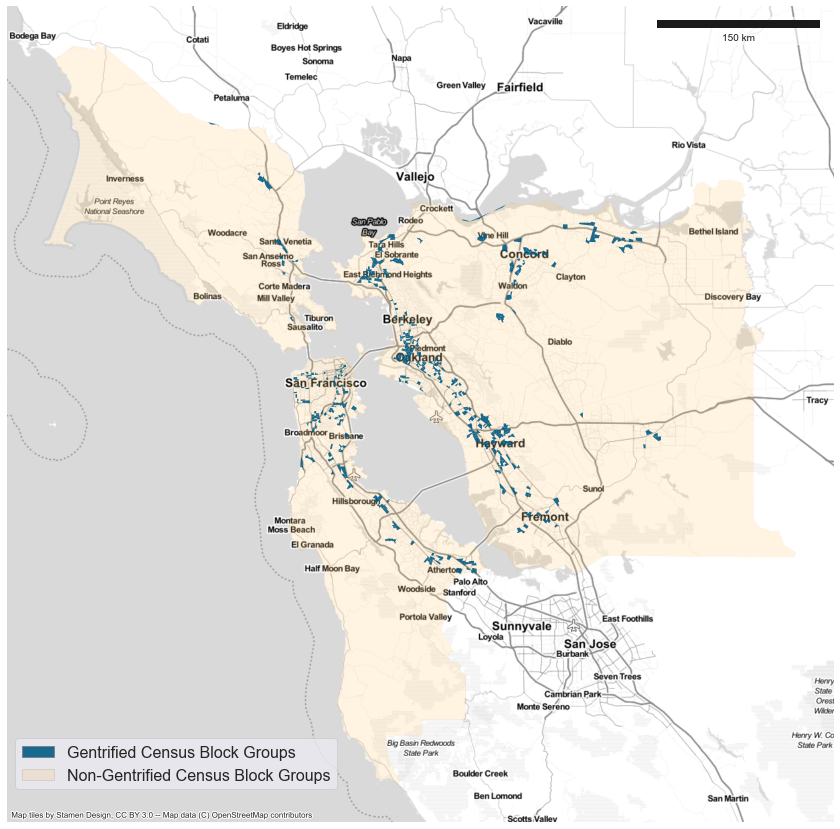 Vacaville
Eldridge
Bodega Bay
Cotati
150 km
Boyes Hot Springs
Sonoma
Napa
Temelec
Green Valley
Fairfield
Petaluma
Rio Vista
Vallejo
Inverness
Point Reyes
National Seashore
Crockett
San Pablo
Bay
Rodeo
Woodacre
Santa Venetia
Tara Hills
Vine Hill
Bethel Island
San Anselmo
Ross
El Sobrante
Concord
East Richmond Heights
Clayton
Corte Madera
Waldon
Bolinas
Mill Valley
Discovery Bay
Tiburon
Sausalito
Berkeley
Piedmont
Diablo
Oakland
San Francisco
Tracy
Broadmoor
Brisbane
Hayward
Hillsborough
Sunol
Montara
Moss Beach
Fremont
El Granada
Half Moon Bay
Atherton
Palo Alto
Woodside
Stanford
Portola Valley
Sunnyvale
East Foothills
Loyola
San Jose
Burbank
Seven Trees
Henry
State
Orest
Wilder
Cambrian Park
Monte Sereno
Henry W. Co
State Park
Big Basin Redwoods
State Park
Gentrified Census Block Groups
Non-Gentrified Census Block Groups
Boulder Creek
Ben Lomond
San Martin
Scotts Valley
Map tiles by Stamen Design, CC BY 3.0 -- Map data (C) OpenStreetMap contributors